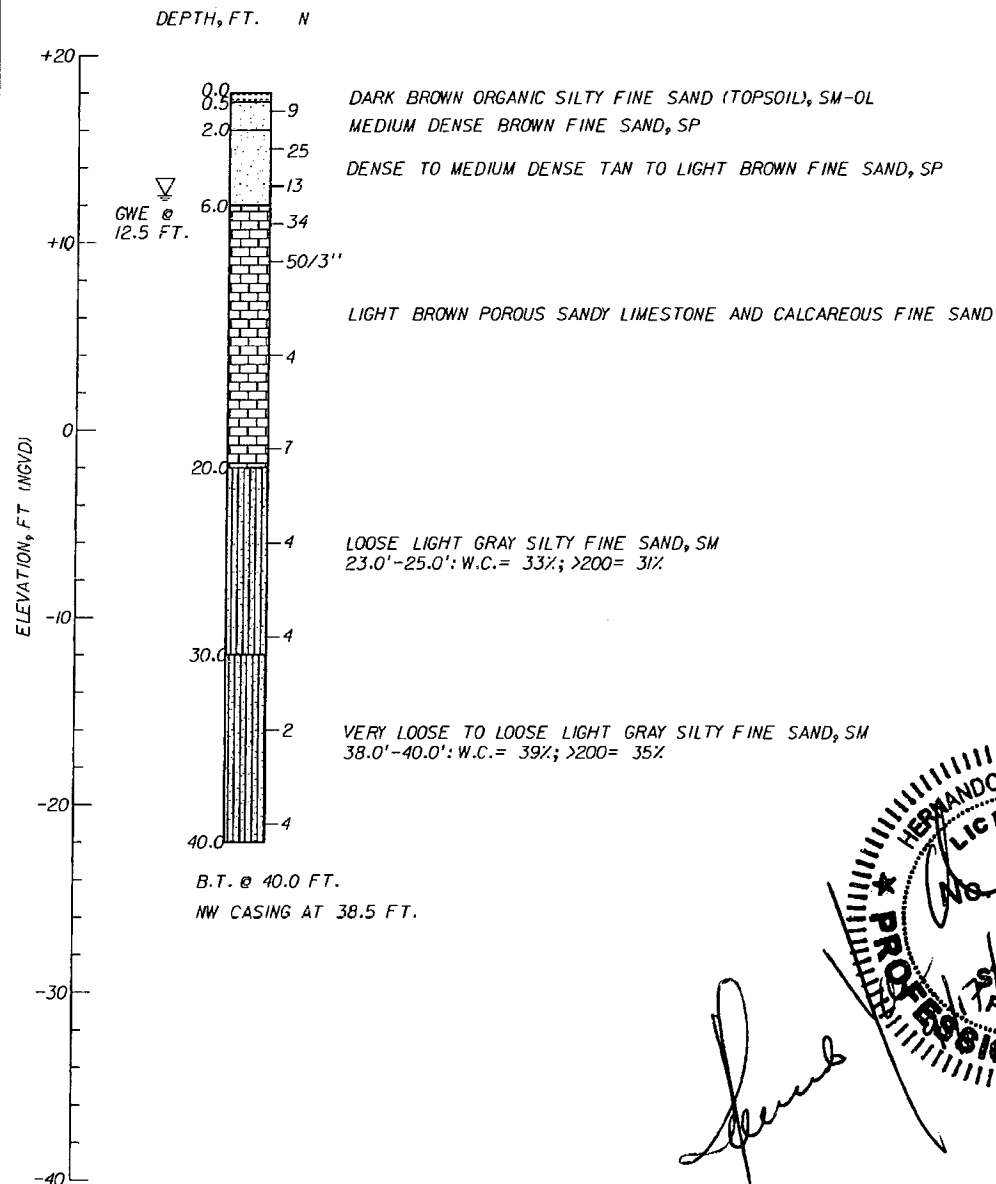 DEPTH, FT. N
+20
0.0
DARK BROWN ORGANIC SILTY FINE SAND (TOPSOIL), SM-OL
0.5
9
2.0
MEDIUM DENSE BROWN FINE SAND, SP
25
DENSE TO MEDIUM DENSE TAN TO LIGHT BROWN FINE SAND, SP
13
6.0
GWE @
12.5 FT.
34
+10
50/3''
LIGHT BROWN POROUS SANDY LIMESTONE AND CALCAREOUS FINE SAND
4
0
7
20.0
ELEVATION, FT (NGVD)
4
LOOSE LIGHT GRAY SILTY FINE SAND, SM
23.0'-25.0': W.C.= 33%; >200= 31%
-10
4
30.0
2
VERY LOOSE TO LOOSE LIGHT GRAY SILTY FINE SAND, SM
38.0'-40.0': W.C.= 39%; >200= 35%
-20
4
40.0
B.T. @ 40.0 FT.
NW CASING AT 38.5 FT.
-30
-40
HERNANDO
LIC
No.
★ PROFESSIO